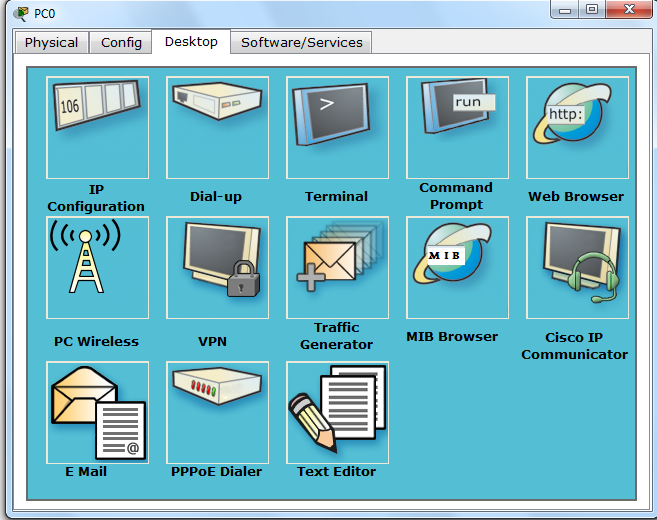 PC0
Physical Config Desktop Software/Services
106
>
run
http:
IP
Configuration
Dial-up
Terminal
Command
Prompt
Web Browser
M I B
PC Wireless
VPN
Traffic
Generator
MIB Browser
Cisco IP
Communicator
@
E Mail
PPPoE Dialer
Text Editor